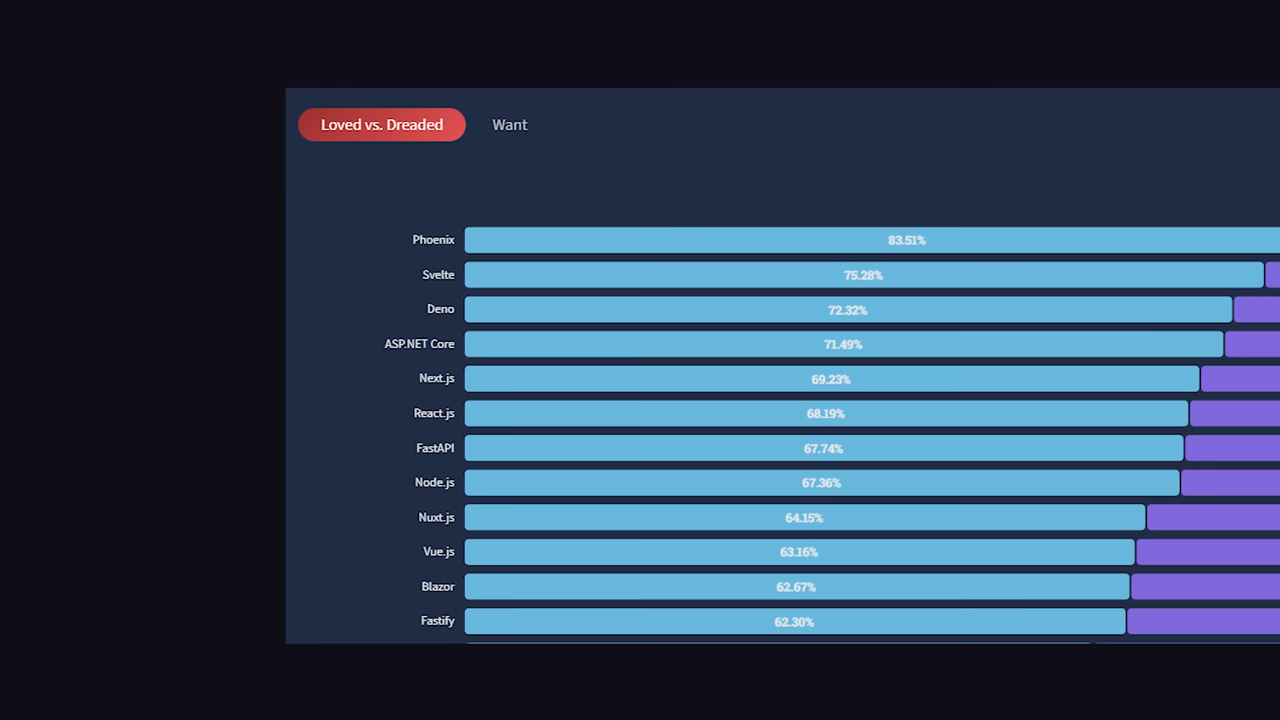 Loved vs. Dreaded Want
Phoenix 83.51%
Svelte 75.28%
Deno 72.32%
ASP.NET Core 71.49%
Next.js 69.23%
React.js 68.19%
FastAPI 67.74%
Node.js 67.36%
Nuxt.js 64.15%
Vue.js 63.16%
Blazor 62.67%
Fastify 62.30%